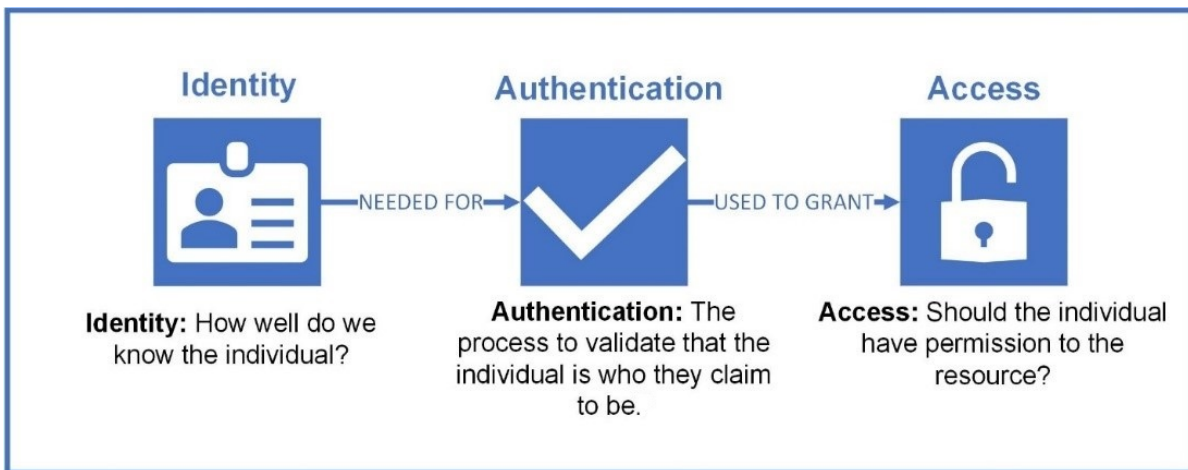 Identity
Authentication
Access
NEEDED FOR
USED TO GRANT
Identity: How well do we
know the individual?
Authentication: The
process to validate that the
individual is who they claim
to be.
Access: Should the individual
have permission to the
resource?